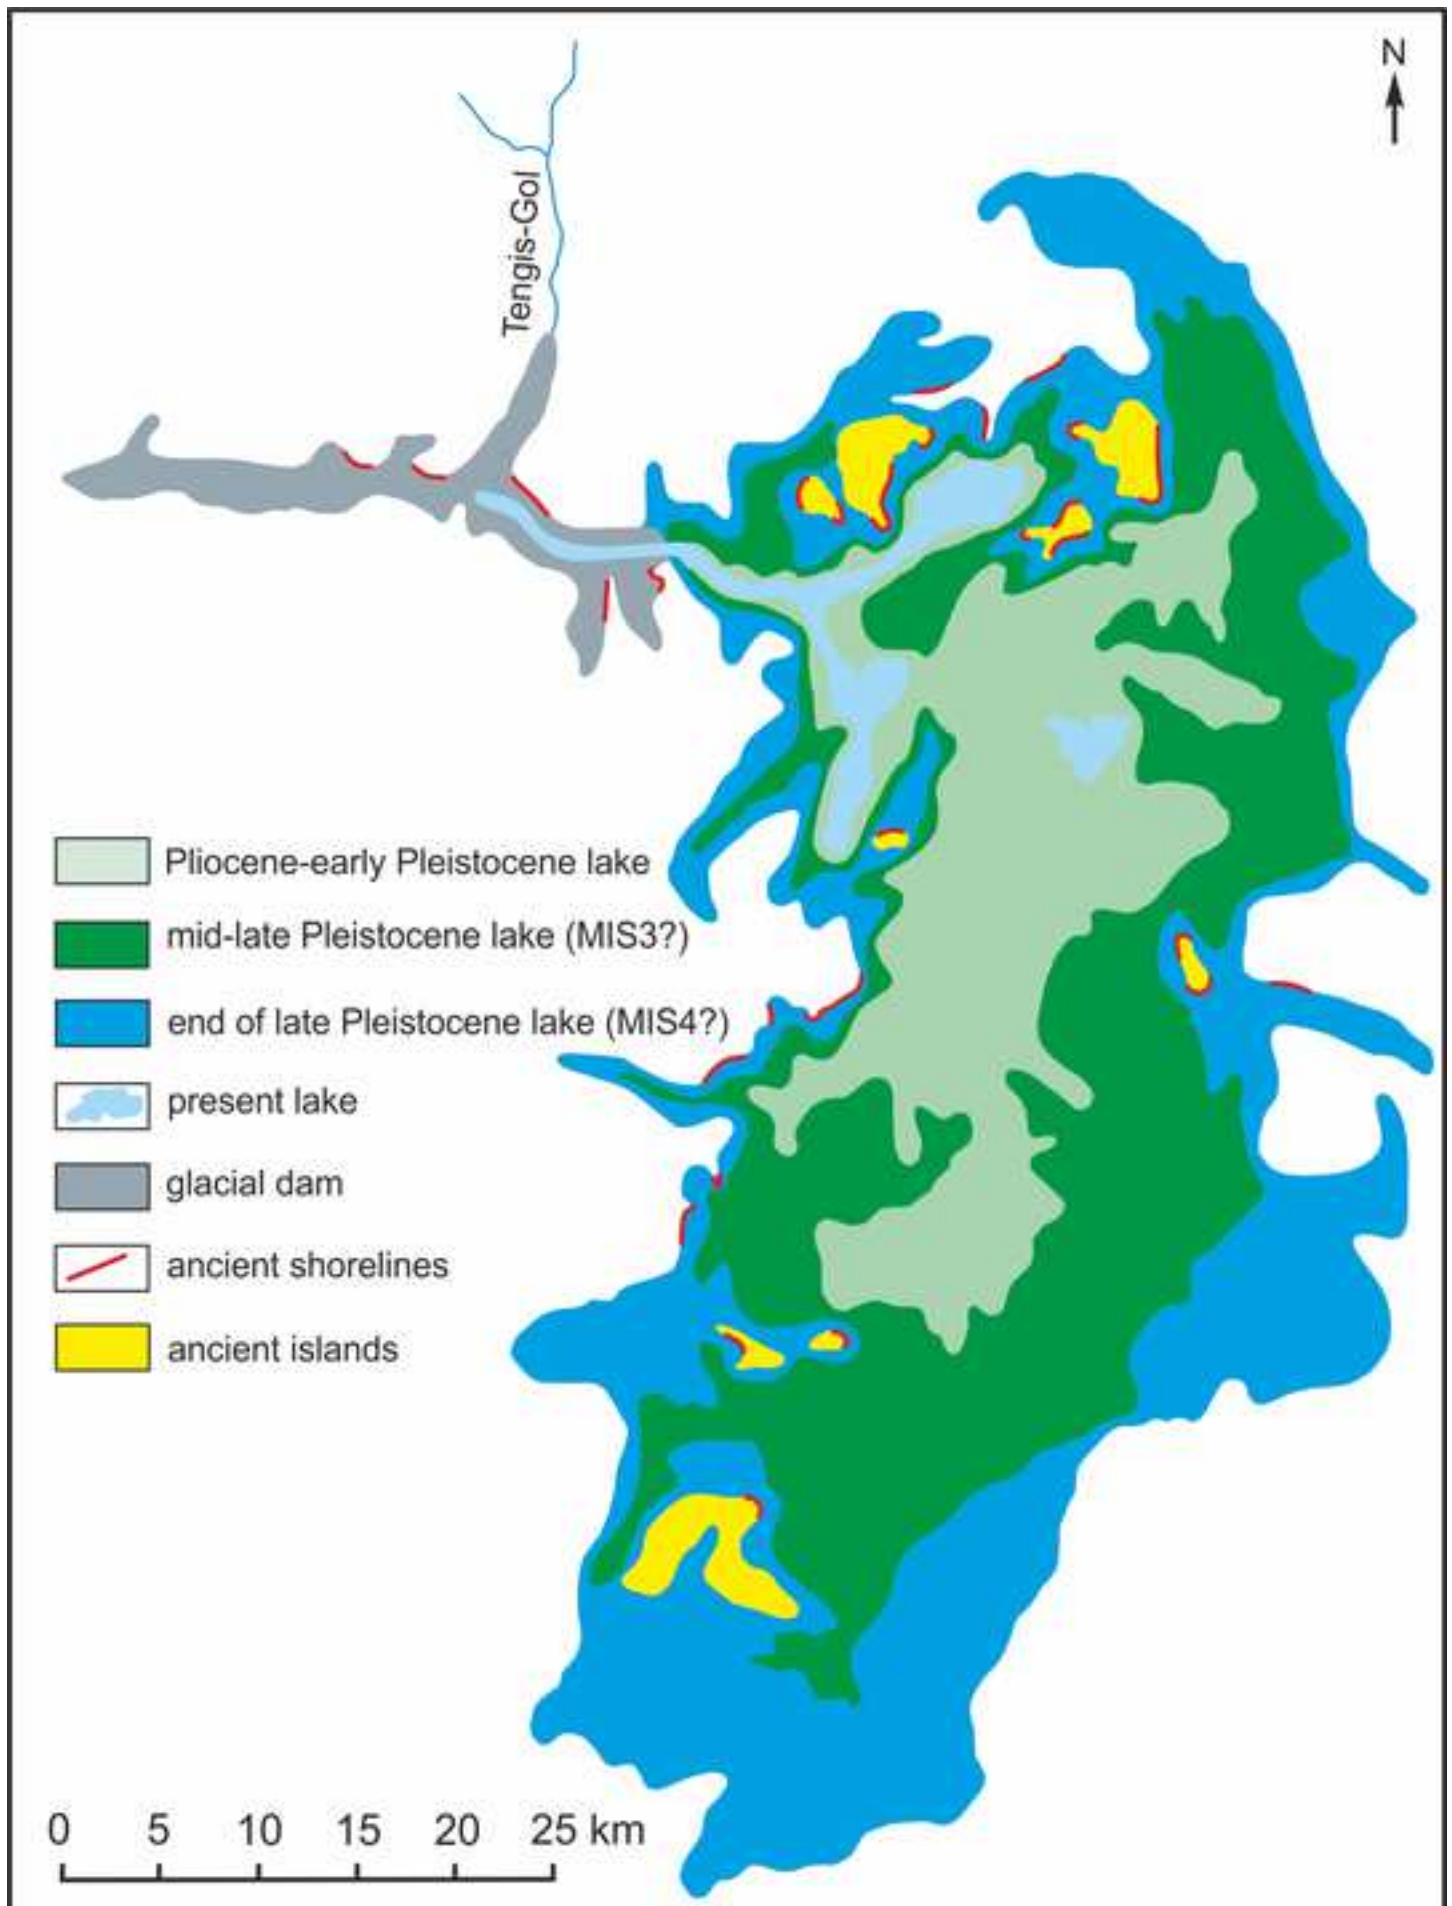 N
Tengis-Gol
Pliocene-early Pleistocene lake
mid-late Pleistocene lake (MIS3?)
end of late Pleistocene lake (MIS4?)
present lake
glacial dam
ancient shorelines
ancient islands
0 5 10 15 20 25 km